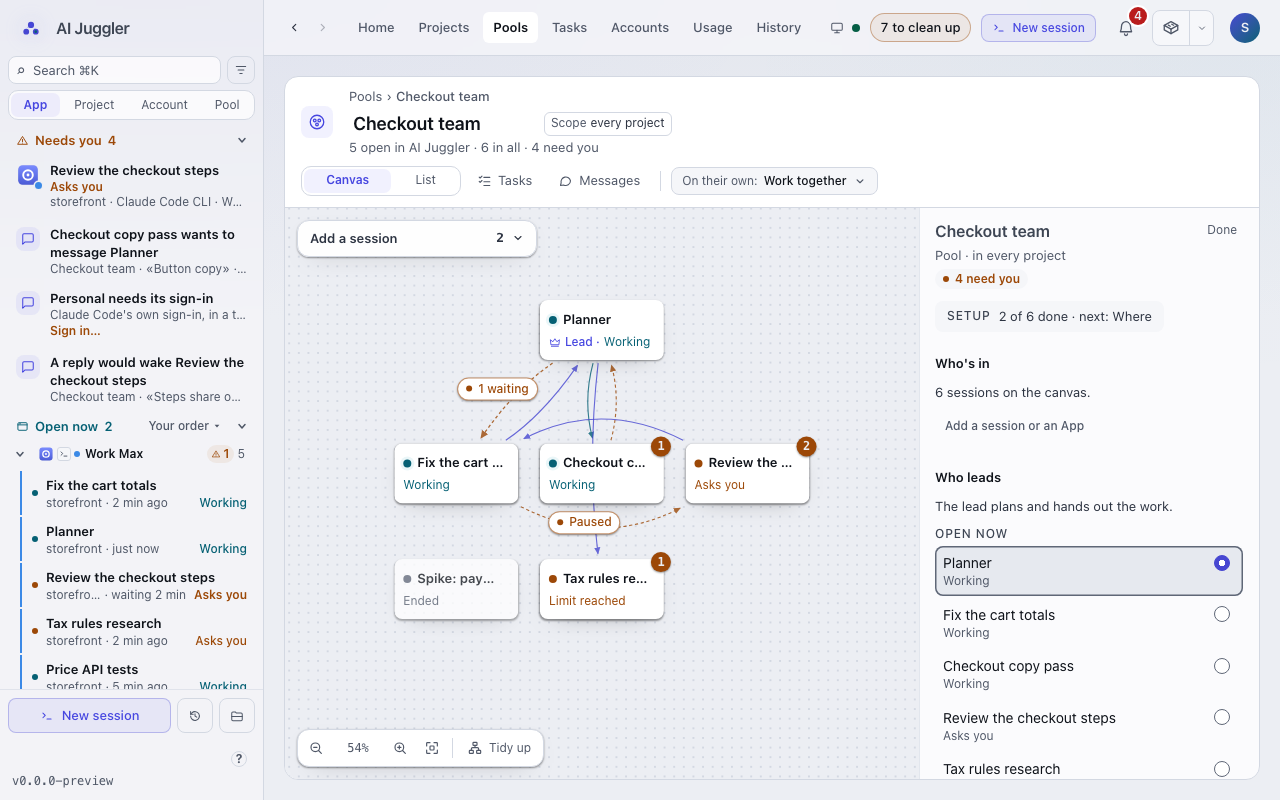 AI Juggler
Search ⌘K
App Project Account Pool
Needs you 4
Review the checkout steps
Asks you
storefront · Claude Code CLI · W...
Checkout copy pass wants to
message Planner
Checkout team · «Button copy» ·...
Personal needs its sign-in
Claude Code's own sign-in, in a t...
Sign in...
A reply would wake Review the
checkout steps
Checkout team · «Steps share o...
Open now 2 Your order
Work Max 1 5
Fix the cart totals
storefront · 2 min ago Working
Planner
storefront · just now Working
Review the checkout steps
storefro... · waiting 2 min Asks you
Tax rules research
storefront · 2 min ago Asks you
Price API tests
storefront · 5 min ago Working
New session
?
v0.0.0-preview
Home Projects Pools Tasks Accounts Usage History 7 to clean up New session 4 S
Pools › Checkout team
Checkout team Scope every project
5 open in AI Juggler · 6 in all · 4 need you
Canvas List Tasks Messages On their own: Work together
Add a session 2
Planner
Lead · Working
1 waiting
Fix the cart ...
Working
Checkout c... 1
Working
Review the ... 2
Asks you
Paused
Spike: pay...
Ended
Tax rules re... 1
Limit reached
54% Tidy up
Checkout team Done
Pool · in every project
4 need you
SETUP 2 of 6 done · next: Where
Who's in
6 sessions on the canvas.
Add a session or an App
Who leads
The lead plans and hands out the work.
OPEN NOW
Planner
Working
Fix the cart totals
Working
Checkout copy pass
Working
Review the checkout steps
Asks you
Tax rules research